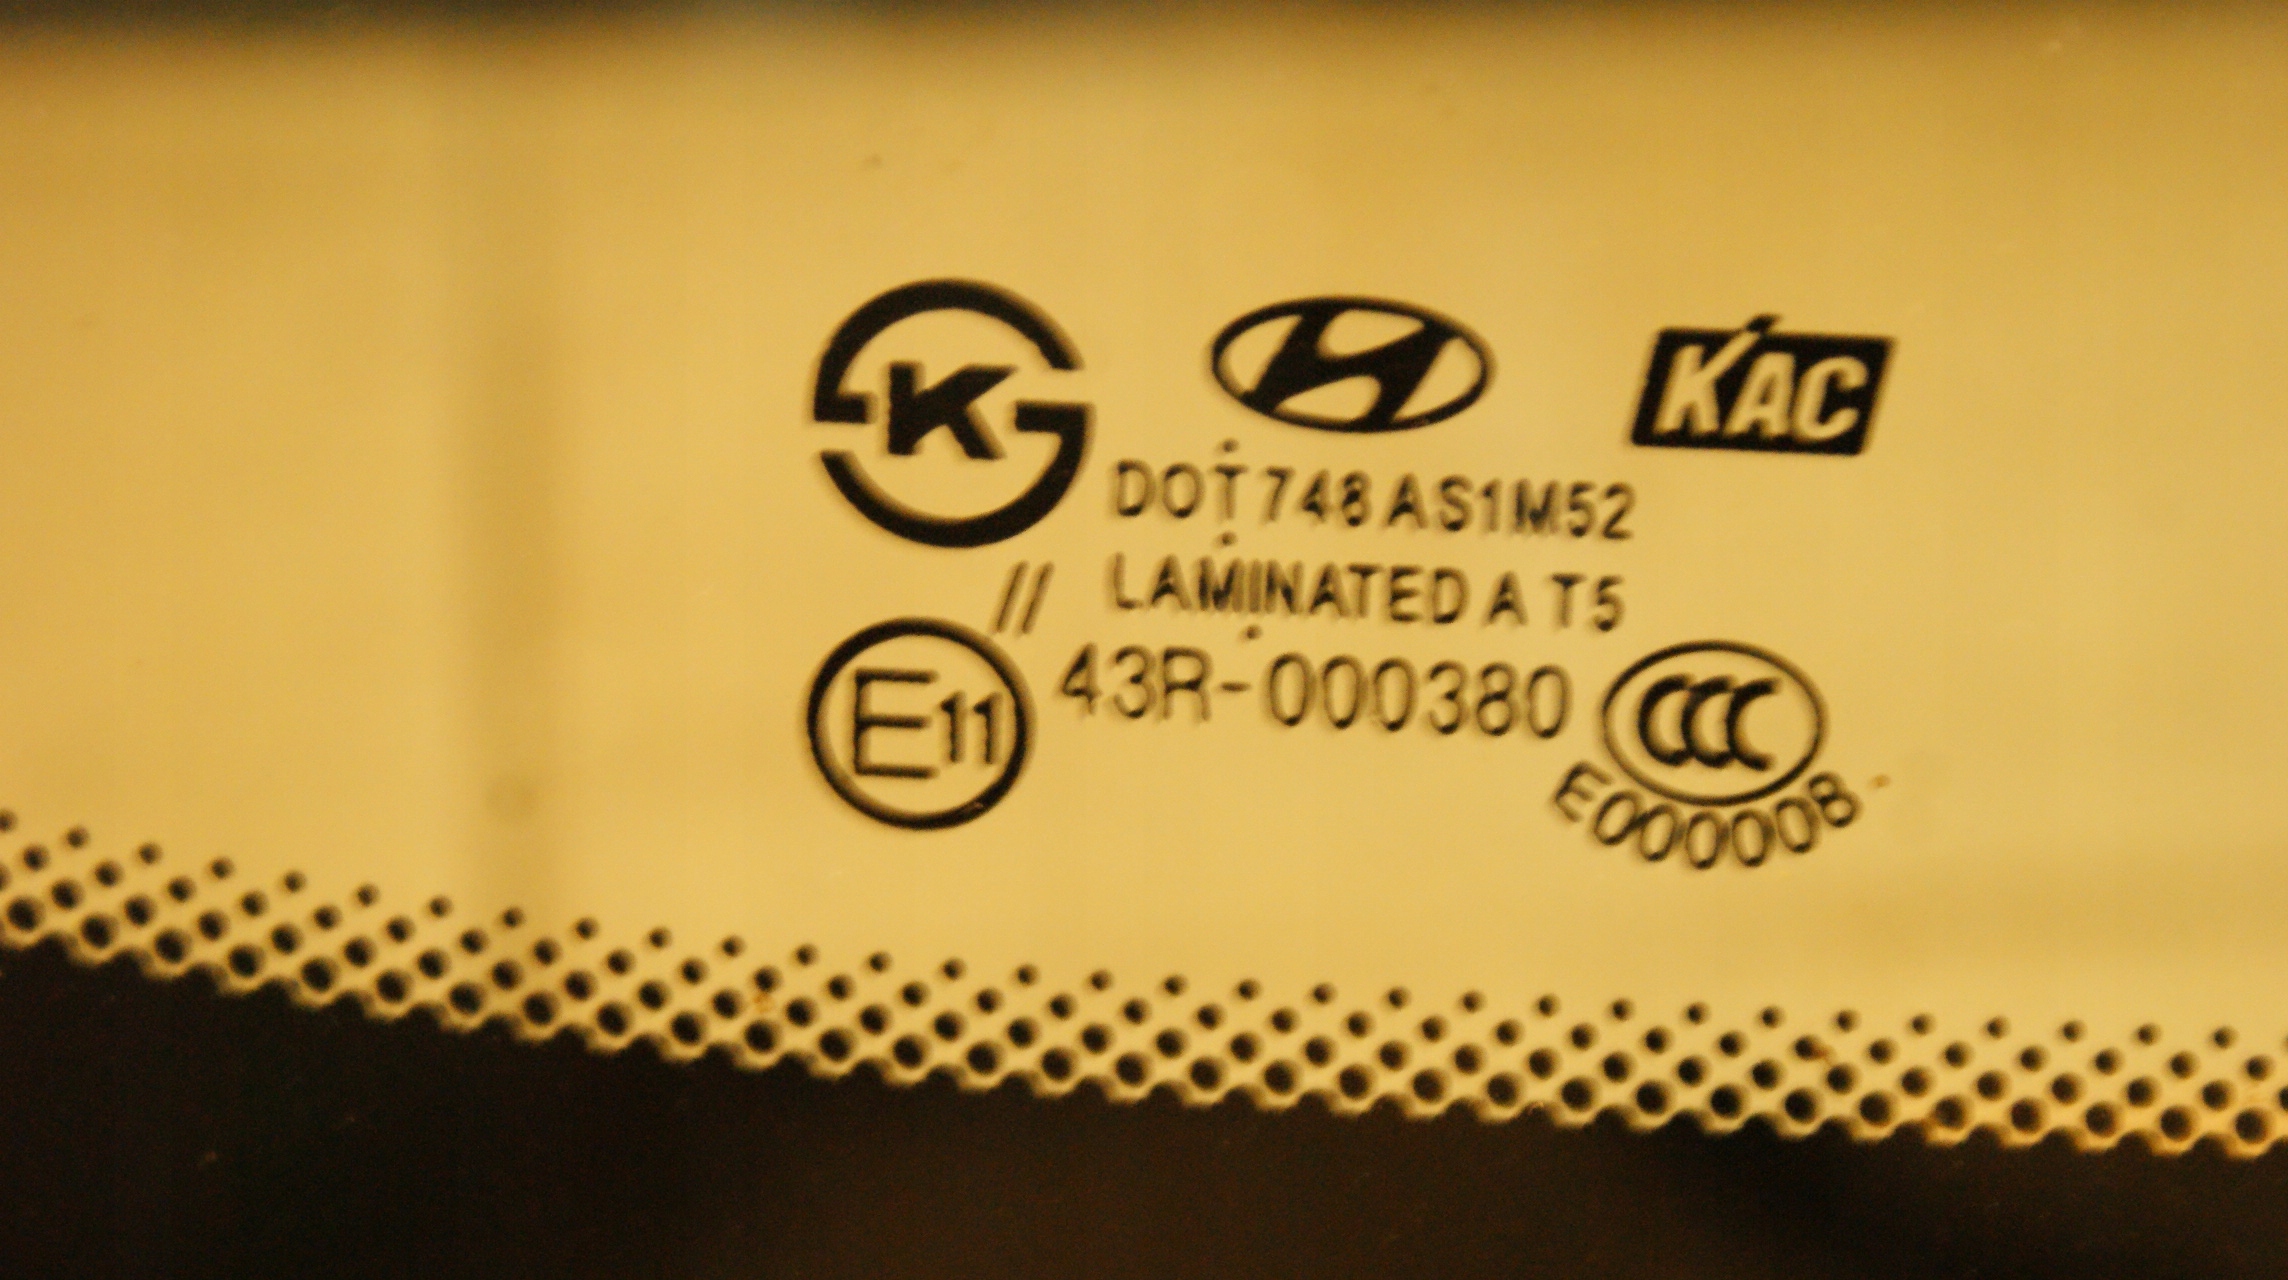 K
KAC
DOT 748 AS1M52
// LAMINATED A T5
E11 43R-000380
CCC
E000008